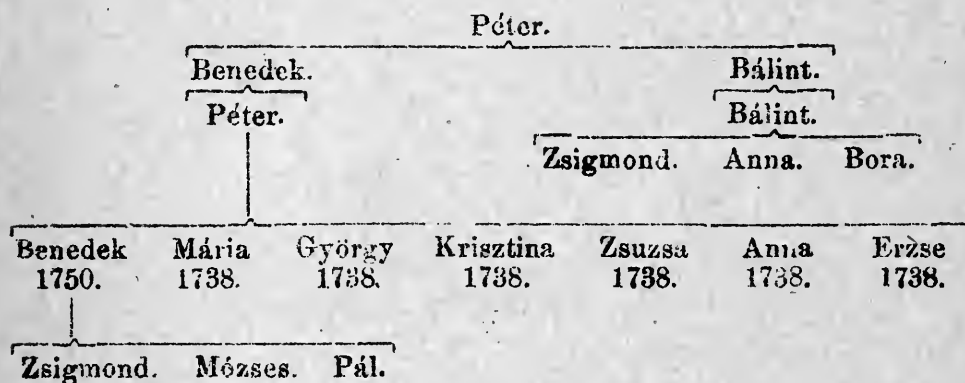 Péter.
Benedek. Bálint.
Péter. Bálint.
Zsigmond. Anna. Bora.
Benedek Mária György Krisztina Zsuzsa Anna Erzse
1750. 1738. 1738. 1738. 1738. 1738. 1738.
Zsigmond. Mózses. Pál.